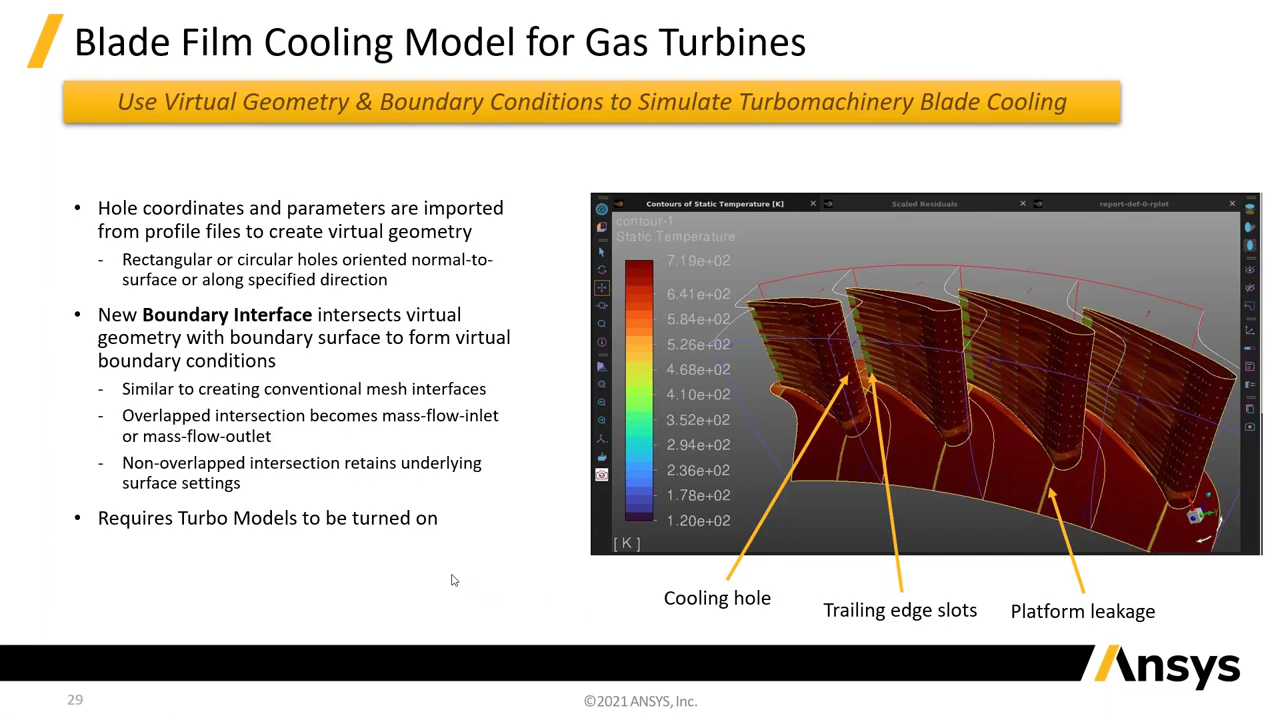 Blade Film Cooling Model for Gas Turbines
Use Virtual Geometry & Boundary Conditions to Simulate Turbomachinery Blade Cooling
• Hole coordinates and parameters are imported
from profile files to create virtual geometry
- Rectangular or circular holes oriented normal-to-
surface or along specified direction
• New Boundary Interface intersects virtual
geometry with boundary surface to form virtual
boundary conditions
- Similar to creating conventional mesh interfaces
- Overlapped intersection becomes mass-flow-inlet
or mass-flow-outlet
- Non-overlapped intersection retains underlying
surface settings
• Requires Turbo Models to be turned on
Contours of Static Temperature [K]
Scaled Residuals
report-def-0-rplot
contour-1
Static Temperature
7.19e+02
6.41e+02
5.84e+02
5.26e+02
4.68e+02
4.10e+02
3.52e+02
2.94e+02
2.36e+02
1.78e+02
1.20e+02
[ K ]
Cooling hole
Trailing edge slots
Platform leakage
Ansys
29
©2021 ANSYS, Inc.